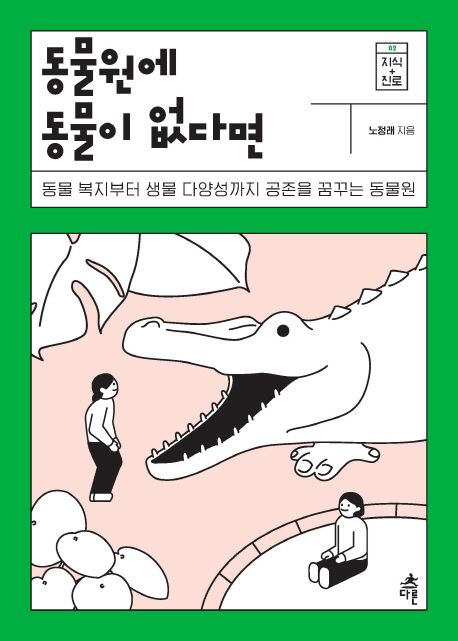 동물원에
동물이 없다면
02
지식
+
진로
노정래 지음
동물 복지부터 생물 다양성까지 공존을 꿈꾸는 동물원
다른